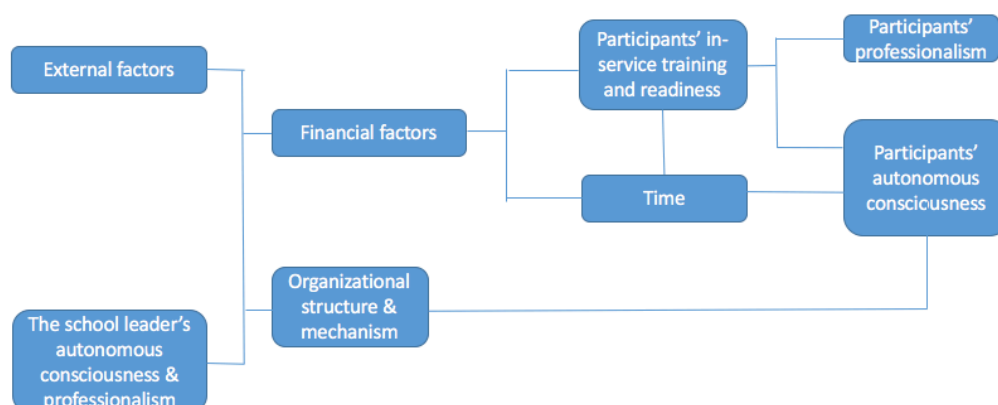 External factors
Financial factors
Participants' in-
service training
and readiness
Participants'
professionalism
Time
Participants'
autonomous
consciousness
Organizational
structure &
mechanism
The school leader's
autonomous
consciousness &
professionalism